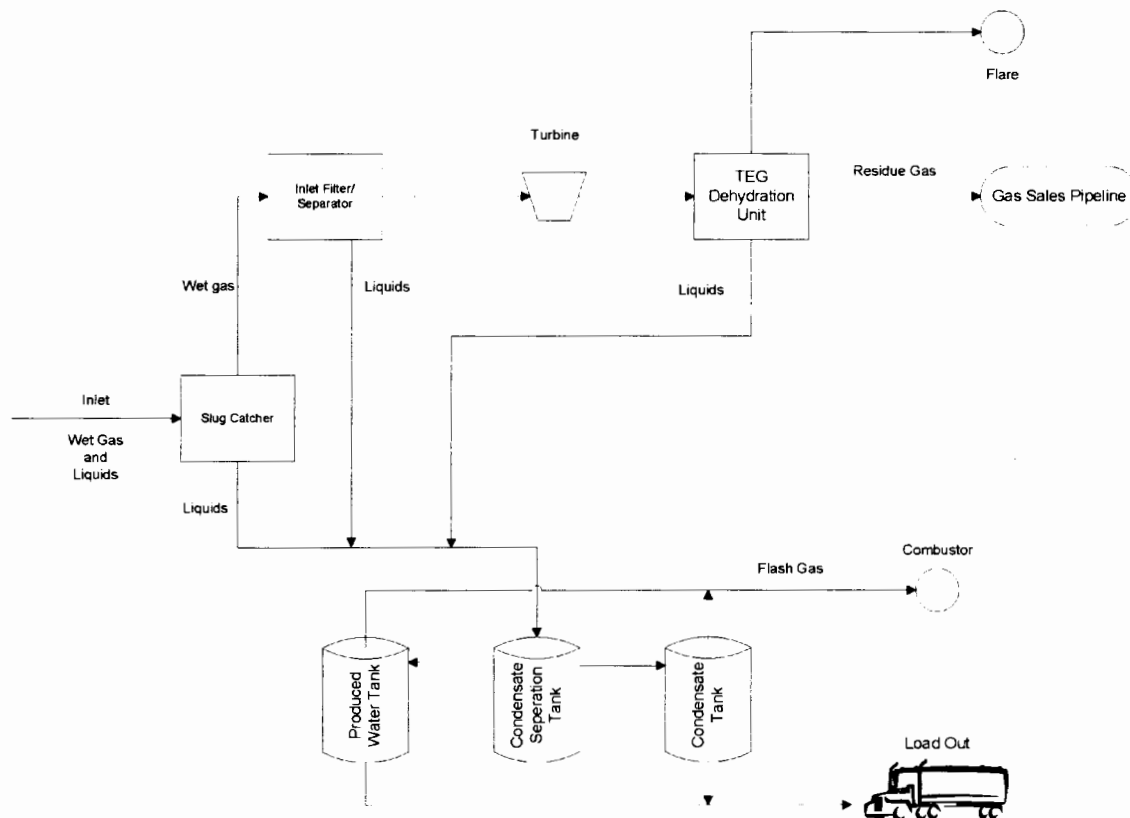 Flare
Turbine
Inlet Filter/
Separator
TEG
Dehydration
Unit
Residue Gas
Gas Sales Pipeline
Wet gas
Liquids
Liquids
Inlet
Slug Catcher
Wet Gas
and
Liquids
Liquids
Combustor
Flash Gas
Produced
Water Tank
Condensate
Seperation
Tank
Condensate
Tank
Load Out